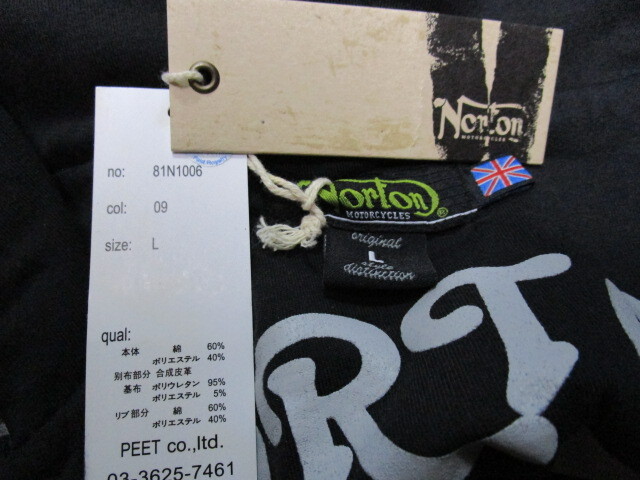 Norton
MOTORCYCLES
no: 81N1006
col: 09
size: L
qual:
本体 綿 60%
ポリエステル 40%
別布部分 合成皮革
基布 ポリウレタン 95%
ポリエステル 5%
リブ部分 綿 60%
ポリエステル 40%
PEET co.,ltd.
03-3625-7461
Norton
MOTORCYCLES
®
original
L
style
distinction
RT